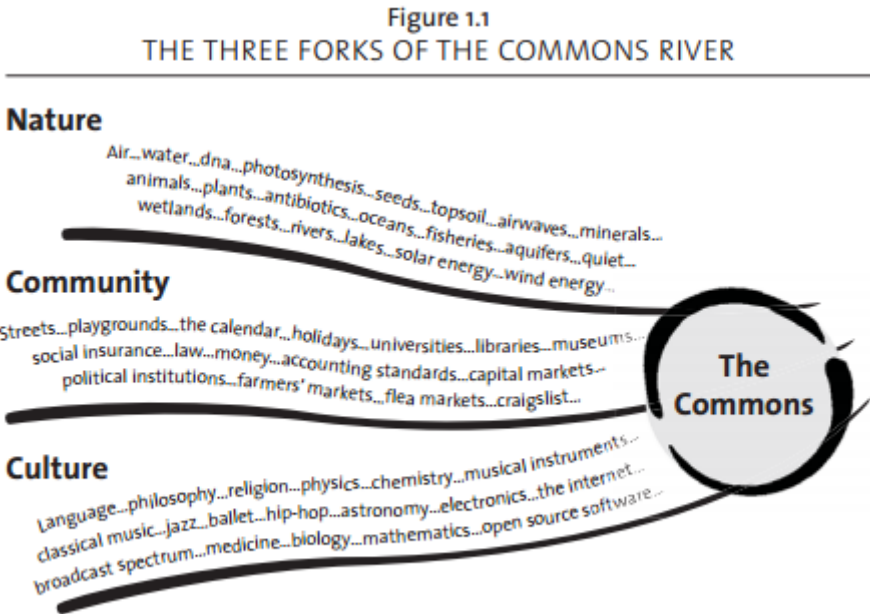 Figure 1.1
THE THREE FORKS OF THE COMMONS RIVER
Nature
Air...water...dna...photosynthesis...seeds...topsoil...airwaves...minerals...
animals...plants...antibiotics...oceans...fisheries...aquifers...quiet...
wetlands...forests...rivers...lakes...solar energy...wind energy...
Community
Streets...playgrounds...the calendar...holidays...universities...libraries...museums...
social insurance...law...money...accounting standards...capital markets...
political institutions...farmers' markets...flea markets...craigslist...
The
Commons
Culture
Language...philosophy...religion...physics...chemistry...musical instruments...
classical music...jazz...ballet...hip-hop...astronomy...electronics...the internet...
broadcast spectrum...medicine...biology...mathematics...open source software...